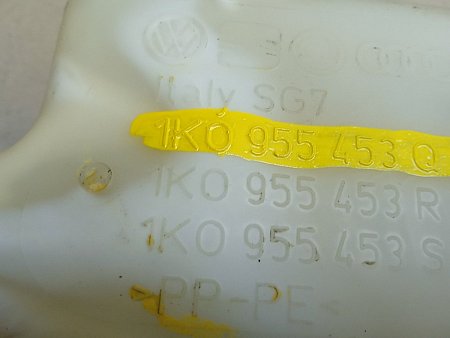 Italy SG7
1K0 955 453 Q
1K0 955 453 R
1K0 955 453 S
>PP-PE<